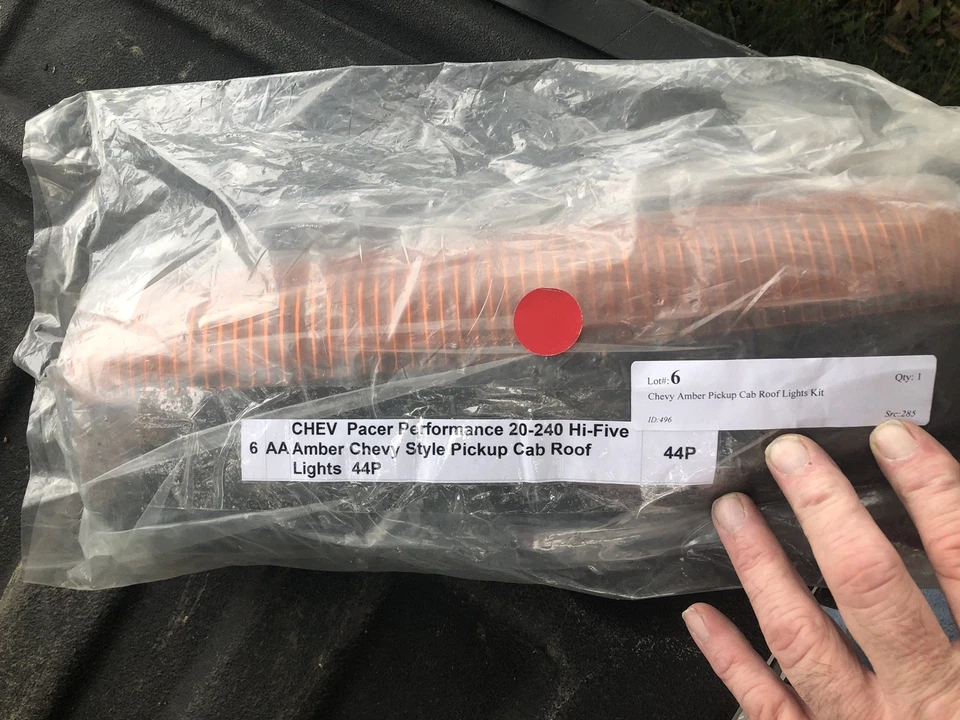 Lot#: 6 Qty: 1
Chevy Amber Pickup Cab Roof Lights Kit
ID:496 Src:285
CHEV Pacer Performance 20-240 Hi-Five
6 AA Amber Chevy Style Pickup Cab Roof 44P
Lights 44P